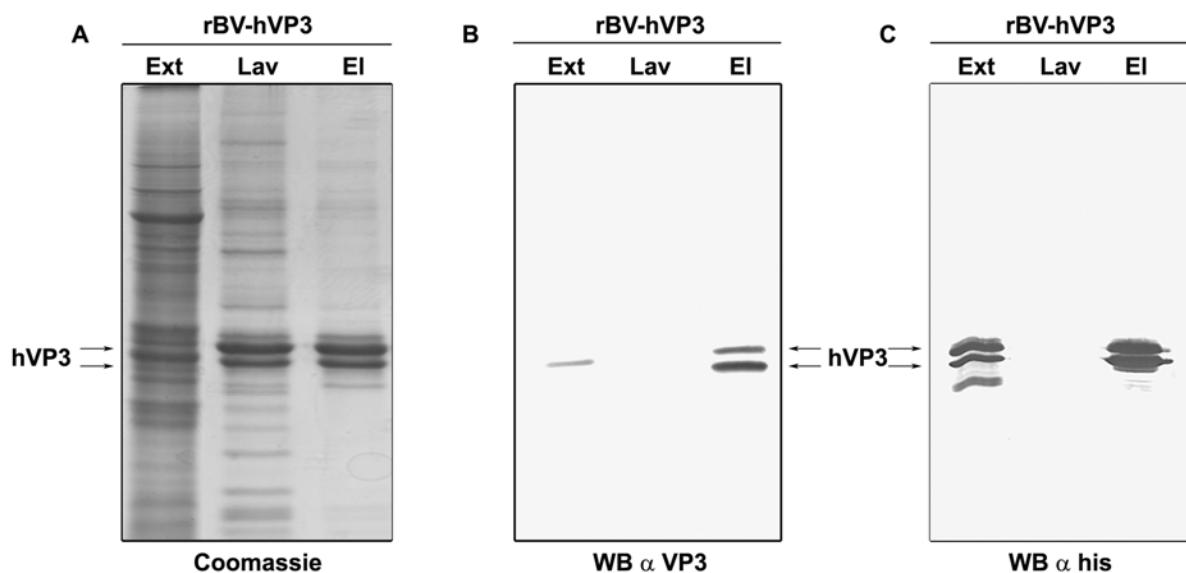 A
rBV-hVP3
Ext Lav El
hVP3
Coomassie
B
rBV-hVP3
Ext Lav El
WB α VP3
hVP3
C
rBV-hVP3
Ext Lav El
WB α his